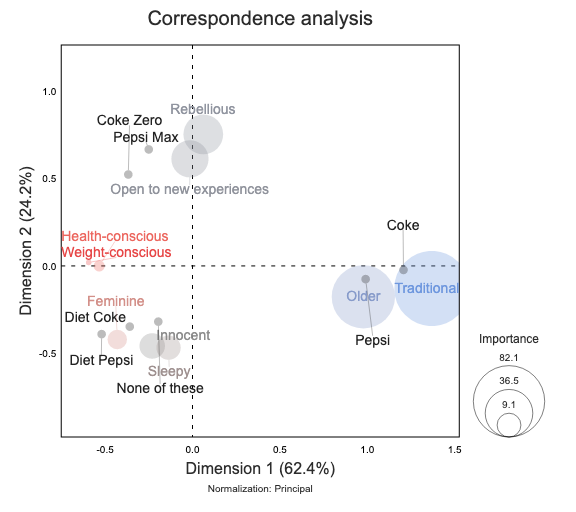 Correspondence analysis
Dimension 2 (24.2%)
1.0
0.5
0.0
-0.5
Rebellious
Coke Zero
Pepsi Max
Open to new experiences
Health-conscious
Weight-conscious
Coke
Traditional
Older
Pepsi
Feminine
Diet Coke
Innocent
Diet Pepsi
Sleepy
None of these
Importance
82.1
36.5
9.1
-0.5 0.0 0.5 1.0 1.5
Dimension 1 (62.4%)
Normalization: Principal